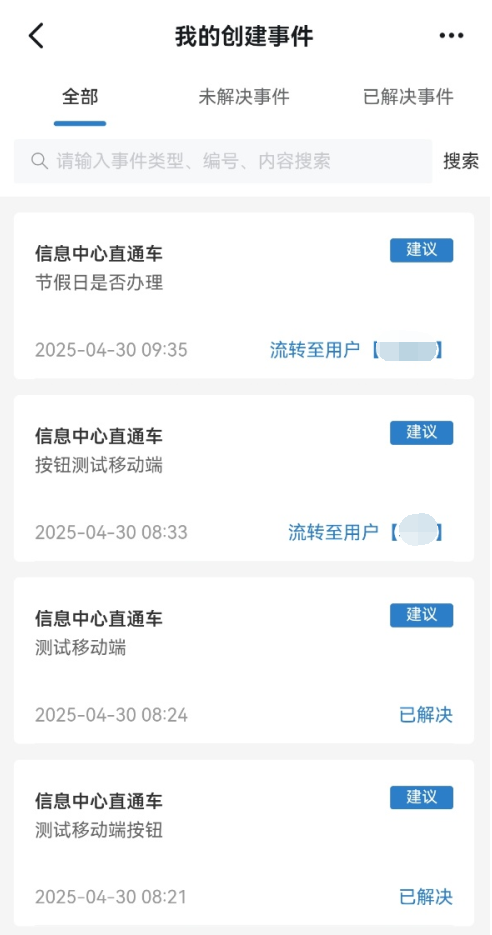 我的创建事件
全部 未解决事件 已解决事件
请输入事件类型、编号、内容搜索 搜索
信息中心直通车 建议
节假日是否办理
2025-04-30 09:35 流转至用户【】
信息中心直通车 建议
按钮测试移动端
2025-04-30 08:33 流转至用户【】
信息中心直通车 建议
测试移动端
2025-04-30 08:24 已解决
信息中心直通车 建议
测试移动端按钮
2025-04-30 08:21 已解决